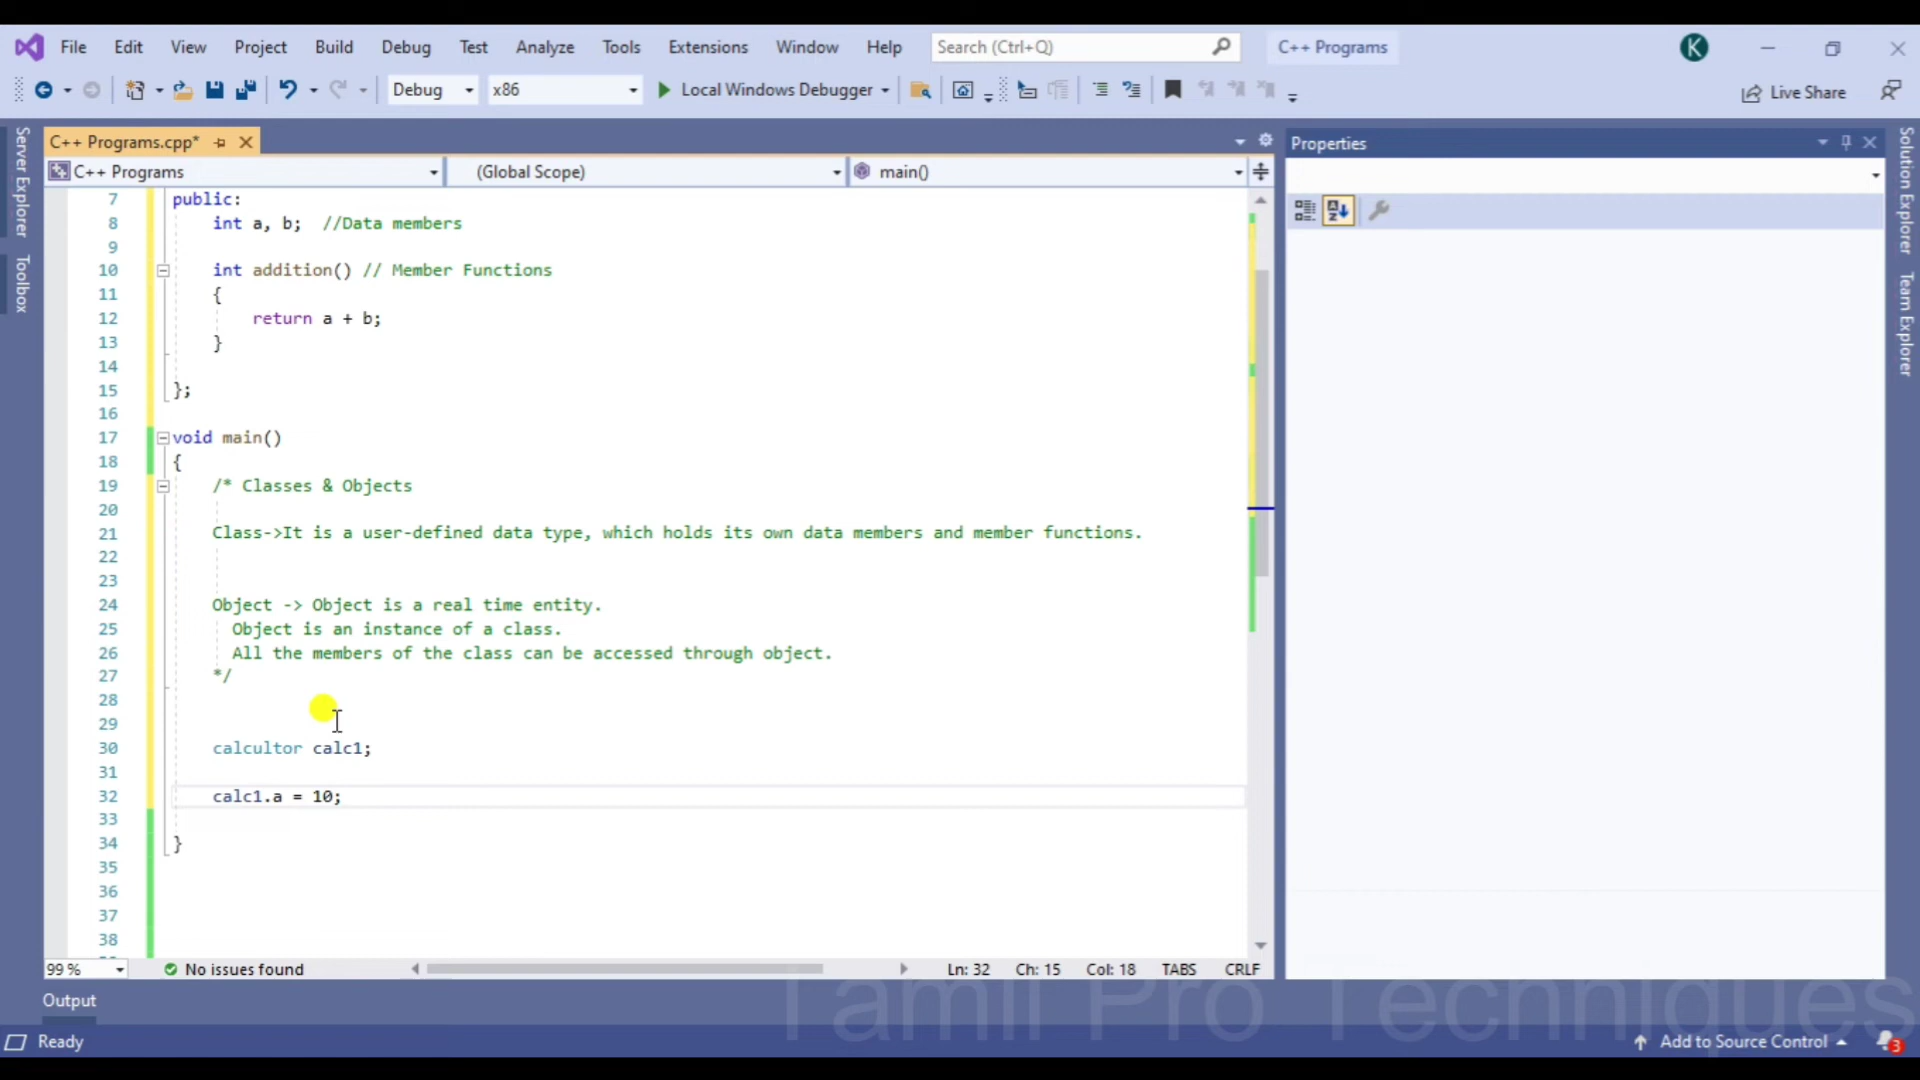 File Edit View Project Build Debug Test Analyze Tools Extensions Window Help Search (Ctrl+Q) C++ Programs K
Debug x86 Local Windows Debugger Live Share
C++ Programs.cpp*
C++ Programs (Global Scope) main()
Server Explorer
Toolbox
7 public:
8 int a, b; //Data members
9
10 int addition() // Member Functions
11 {
12 return a + b;
13 }
14
15 };
16
17 void main()
18 {
19 /* Classes & Objects
20
21 Class->It is a user-defined data type, which holds its own data members and member functions.
22
23
24 Object -> Object is a real time entity.
25 Object is an instance of a class.
26 All the members of the class can be accessed through object.
27 */
28
29
30 calcultor calc1;
31
32 calc1.a = 10;
33
34 }
35
36
37
38
99 % No issues found Ln: 32 Ch: 15 Col: 18 TABS CRLF
Properties
Solution Explorer
Team Explorer
Output
Tamil Pro Techniques
Ready Add to Source Control 3